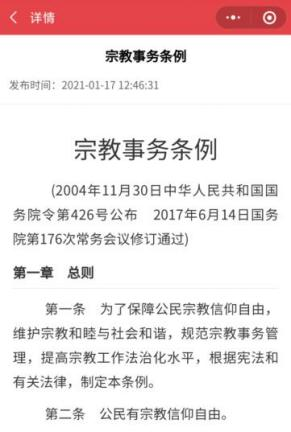 详情
宗教事务条例
发布时间：2021-01-17 12:46:31
宗教事务条例
(2004年11月30日中华人民共和国国
务院令第426号公布　2017年6月14日国务
院第176次常务会议修订通过)
第一章　总则
第一条　为了保障公民宗教信仰自由，
维护宗教和睦与社会和谐，规范宗教事务管
理，提高宗教工作法治化水平，根据宪法和
有关法律，制定本条例。
第二条　公民有宗教信仰自由。